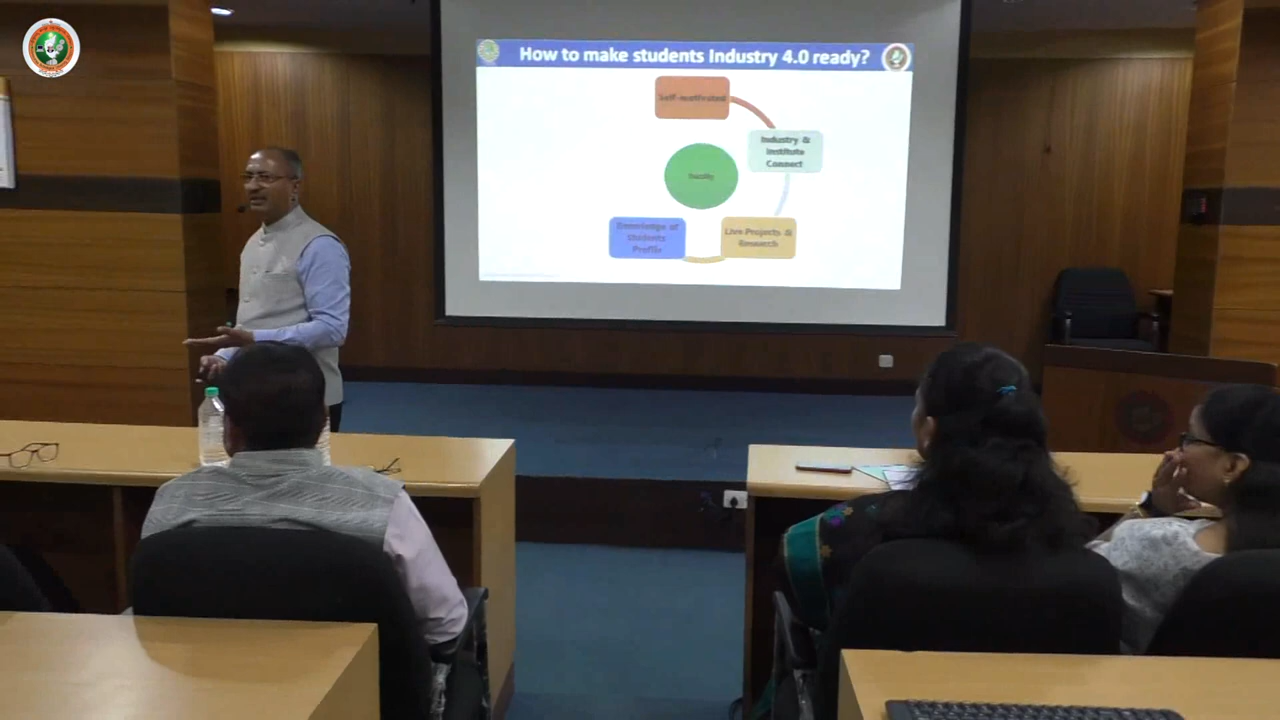 How to make students Industry 4.0 ready?
Self-motivated
Industry &
Institute
Connect
Faculty
Live Projects &
Research
Knowledge of
Students
Profile